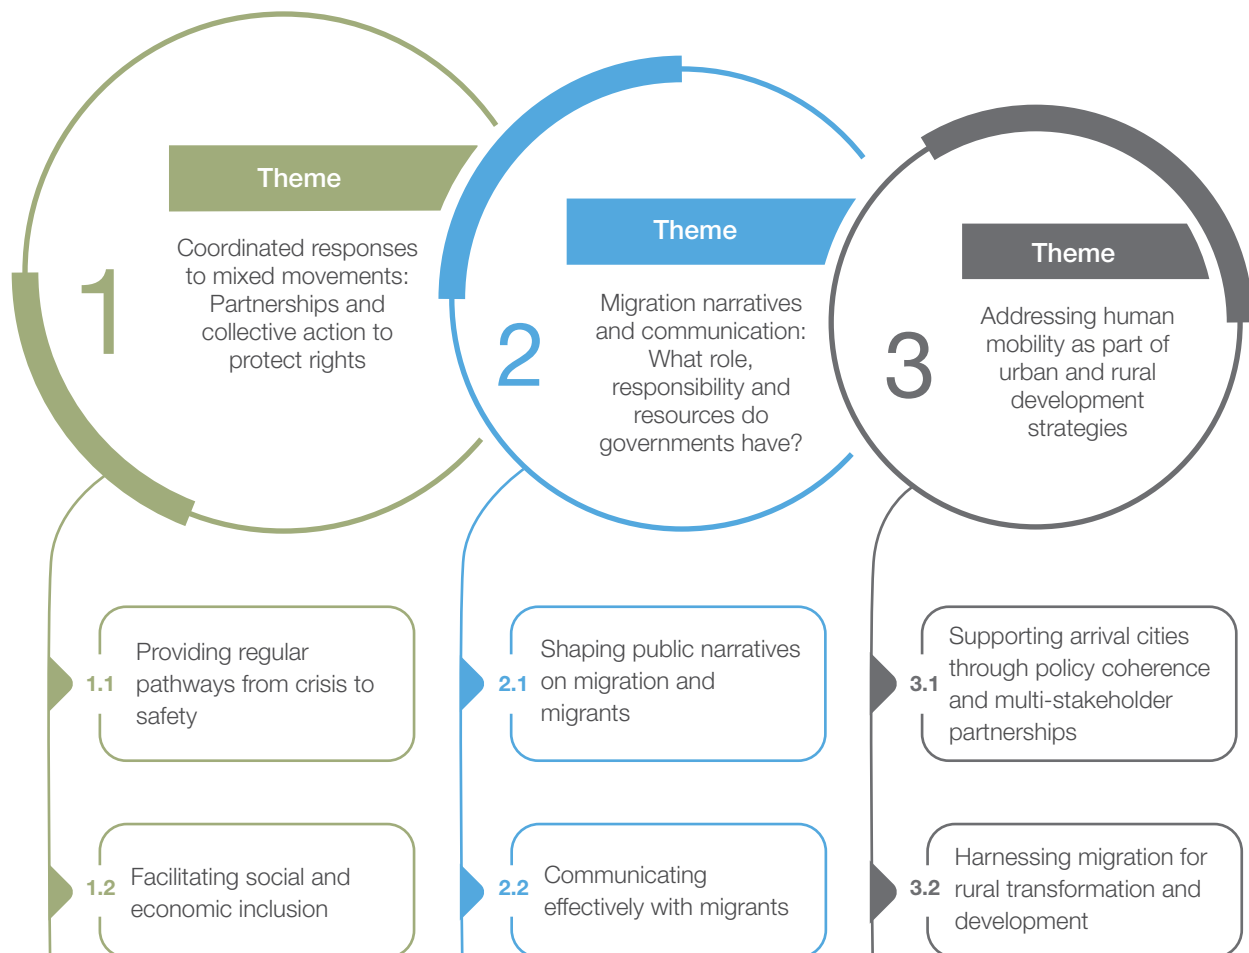 Theme
1
Coordinated responses
to mixed movements:
Partnerships and
collective action to
protect rights
Theme
2
Migration narratives
and communication:
What role,
responsibility and
resources do
governments have?
Theme
3
Addressing human
mobility as part of
urban and rural
development
strategies
1.1
Providing regular
pathways from crisis to
safety
2.1
Shaping public narratives
on migration and
migrants
3.1
Supporting arrival cities
through policy coherence
and multi-stakeholder
partnerships
1.2
Facilitating social and
economic inclusion
2.2
Communicating
effectively with migrants
3.2
Harnessing migration for
rural transformation and
development